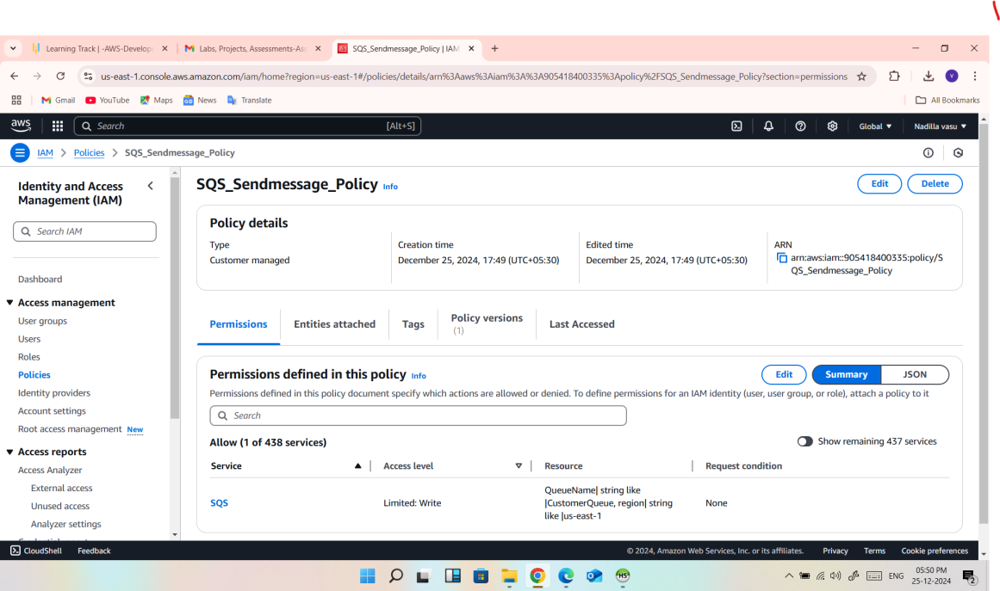 Learning Track | -AWS-Develop
Labs, Projects, Assessments-As
SQS_Sendmessage_Policy | IAM
us-east-1.console.aws.amazon.com/iam/home?region=us-east-1#/policies/details/arn%3Aaws%3Aiam%3A%3A905418400335%3Apolicy%2FSQS_Sendmessage_Policy?section=permissions
V
Gmail
YouTube
Maps
News
Translate
All Bookmarks
aws
Search
[Alt+S]
Global
Nadilla vasu
IAM > Policies > SQS_Sendmessage_Policy
Identity and Access
Management (IAM)
Search IAM
Dashboard
Access management
User groups
Users
Roles
Policies
Identity providers
Account settings
Root access management New
Access reports
Access Analyzer
External access
Unused access
Analyzer settings
SQS_Sendmessage_Policy Info
Edit
Delete
Policy details
Type
Customer managed
Creation time
December 25, 2024, 17:49 (UTC+05:30)
Edited time
December 25, 2024, 17:49 (UTC+05:30)
ARN
arn:aws:iam::905418400335:policy/S
QS_Sendmessage_Policy
Permissions
Entities attached
Tags
Policy versions
(1)
Last Accessed
Permissions defined in this policy Info
Edit
Summary
JSON
Permissions defined in this policy document specify which actions are allowed or denied. To define permissions for an IAM identity (user, user group, or role), attach a policy to it
Search
Allow (1 of 438 services)
Show remaining 437 services
Service
Access level
Resource
Request condition
SQS
Limited: Write
QueueName| string like
|CustomerQueue, region| string
like |us-east-1
None
CloudShell
Feedback
© 2024, Amazon Web Services, Inc. or its affiliates.
Privacy
Terms
Cookie preferences
HS
ENG
05:50 PM
25-12-2024
2